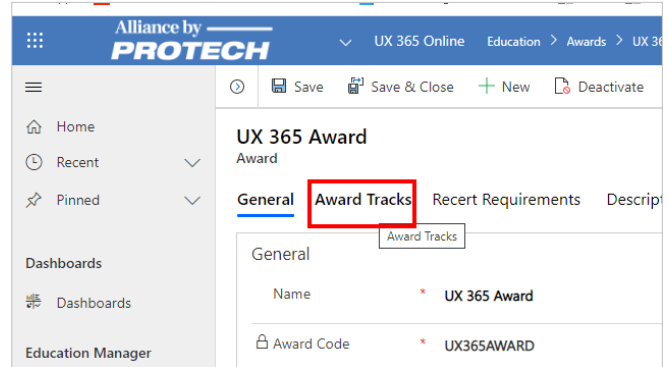 Alliance by
PROTECH
UX 365 Online Education > Awards > UX 36
Save Save & Close New Deactivate
Home
Recent
Pinned
UX 365 Award
Award
General Award Tracks Recert Requirements Descript
Award Tracks
General
Name * UX 365 Award
Award Code * UX365AWARD
Dashboards
Dashboards
Education Manager